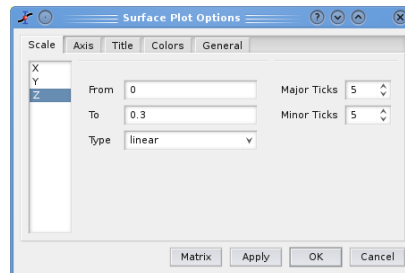 Surface Plot Options
Scale Axis Title Colors General
X
Y
Z
From 0
To 0.3
Type linear
Major Ticks 5
Minor Ticks 5
Matrix Apply OK Cancel